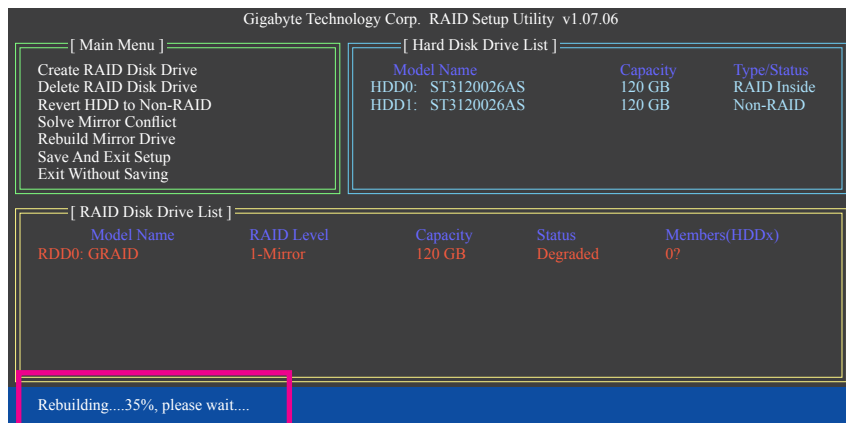 Gigabyte Technology Corp. RAID Setup Utility v1.07.06
[ Main Menu ]
Create RAID Disk Drive
Delete RAID Disk Drive
Revert HDD to Non-RAID
Solve Mirror Conflict
Rebuild Mirror Drive
Save And Exit Setup
Exit Without Saving
[ Hard Disk Drive List ]
Model Name Capacity Type/Status
HDD0: ST3120026AS 120 GB RAID Inside
HDD1: ST3120026AS 120 GB Non-RAID
[ RAID Disk Drive List ]
Model Name RAID Level Capacity Status Members(HDDx)
RDD0: GRAID 1-Mirror 120 GB Degraded 0?
Rebuilding....35%, please wait....